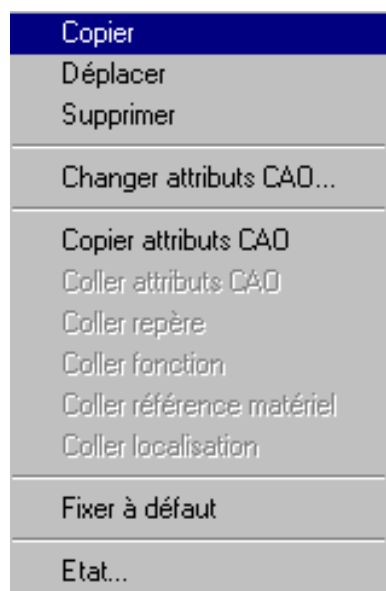 Copier
Déplacer
Supprimer
Changer attributs CAO...
Copier attributs CAO
Coller attributs CAO
Coller repère
Coller fonction
Coller référence matériel
Coller localisation
Fixer à défaut
Etat...